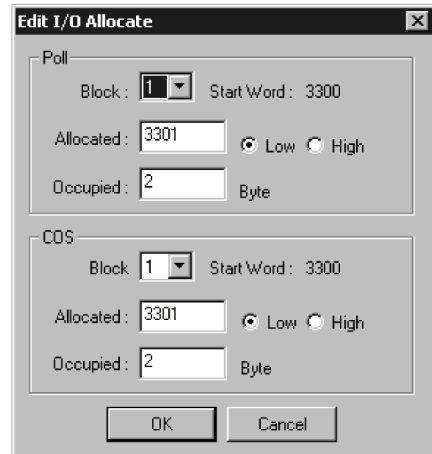 Edit I/O Allocate
Poll
Block : 1 Start Word : 3300
Allocated : 3301 Low High
Occupied : 2 Byte
COS
Block 1 Start Word : 3300
Allocated : 3301 Low High
Occupied : 2 Byte
OK Cancel